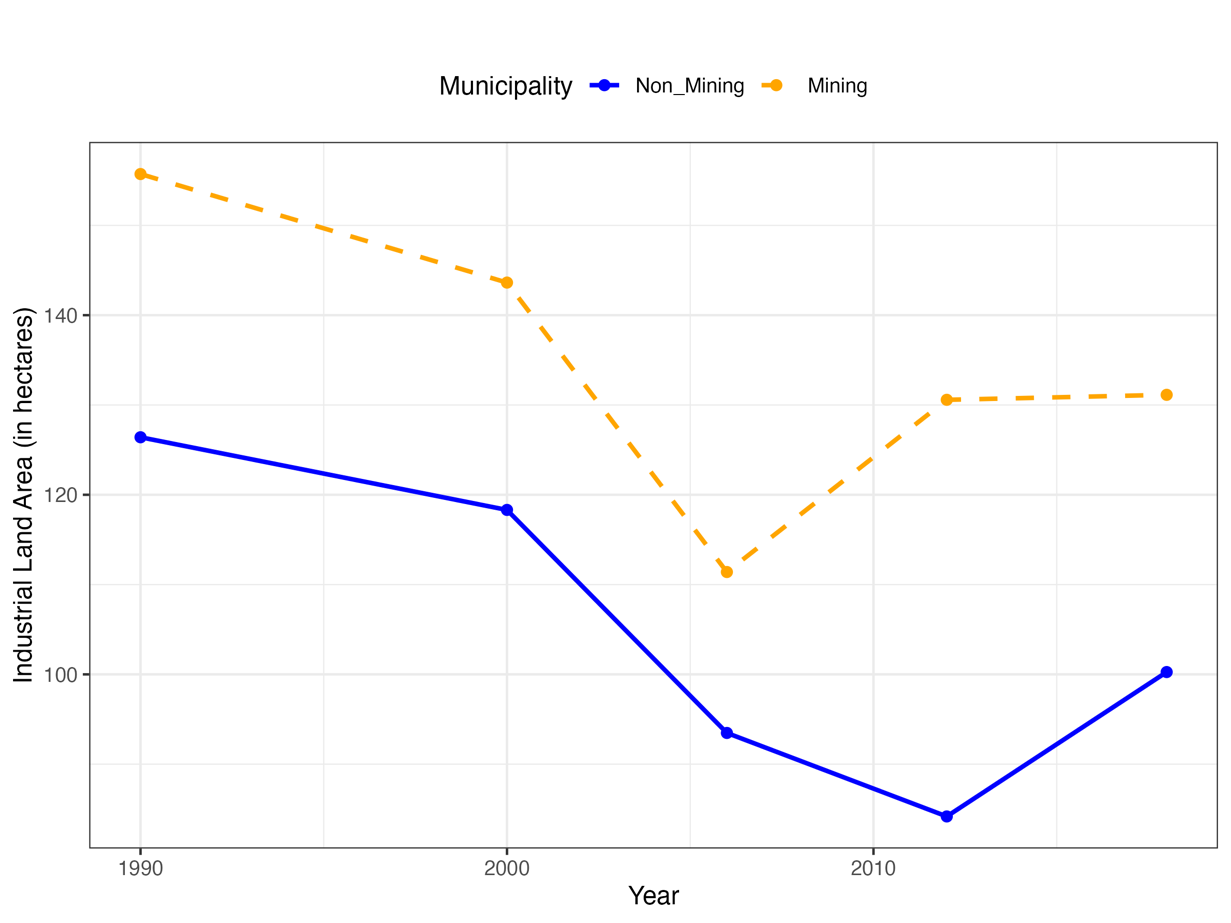 Municipality Non_Mining Mining
Industrial Land Area (in hectares)
140
120
100
1990 2000 2010
Year